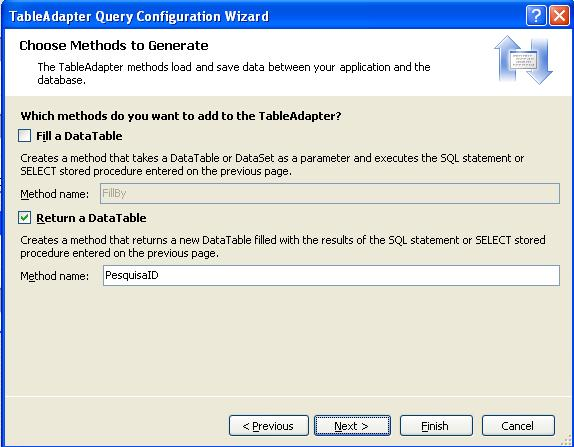 TableAdapter Query Configuration Wizard
Choose Methods to Generate
The TableAdapter methods load and save data between your application and the
database.
Which methods do you want to add to the TableAdapter?
Fill a DataTable
Creates a method that takes a DataTable or DataSet as a parameter and executes the SQL statement or
SELECT stored procedure entered on the previous page.
Method name: FillBy
Return a DataTable
Creates a method that returns a new DataTable filled with the results of the SQL statement or SELECT stored
procedure entered on the previous page.
Method name: PesquisaID
< Previous Next > Finish Cancel